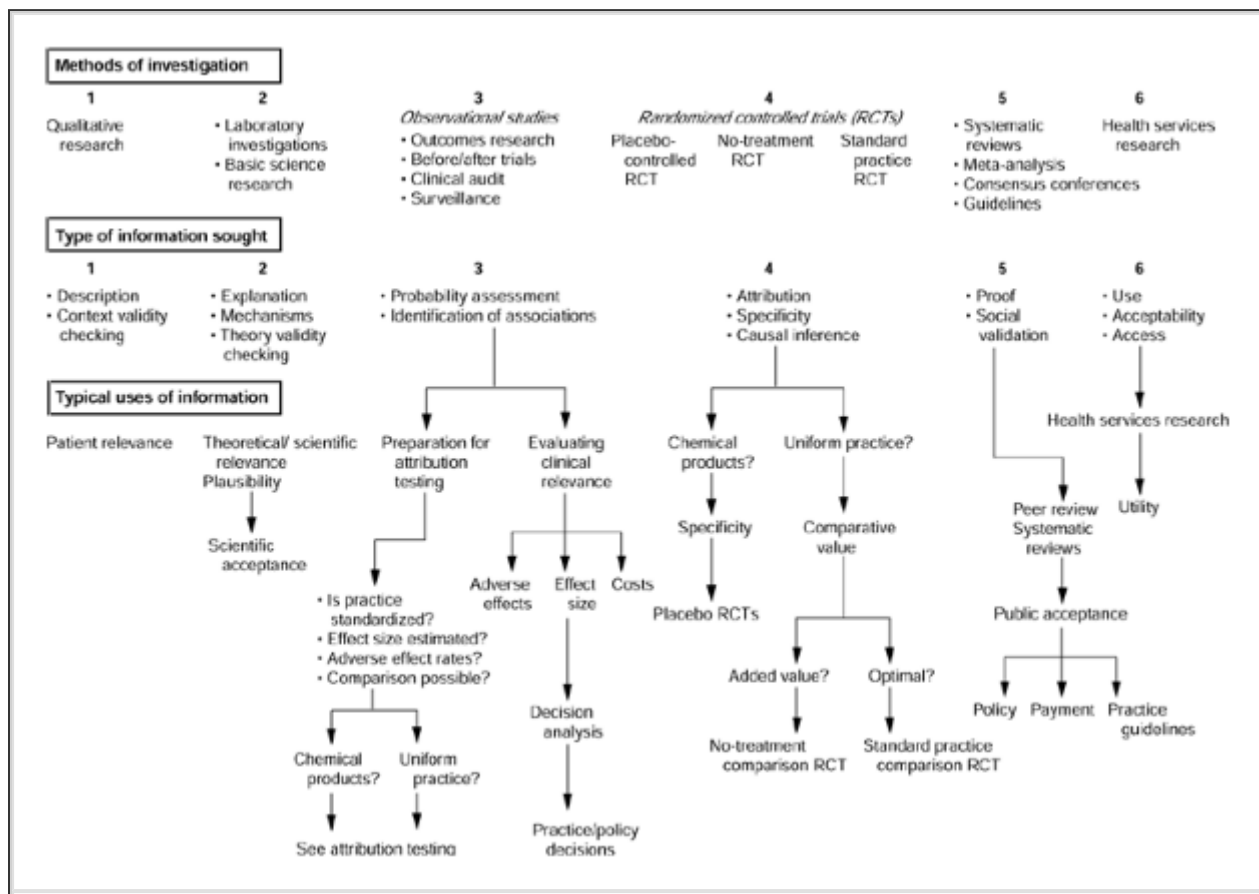 Methods of investigation
1
Qualitative
research
2
• Laboratory
investigations
• Basic science
research
3
Observational studies
• Outcomes research
• Before/after trials
• Clinical audit
• Surveillance
4
Randomized controlled trials (RCTs)
Placebo-
controlled
RCT
No-treatment
RCT
Standard
practice
RCT
5
• Systematic
reviews
• Meta-analysis
• Consensus conferences
• Guidelines
6
Health services
research
Type of information sought
1
• Description
• Context validity
checking
2
• Explanation
• Mechanisms
• Theory validity
checking
3
• Probability assessment
• Identification of associations
4
• Attribution
• Specificity
• Causal inference
5
• Proof
• Social
validation
6
• Use
• Acceptability
• Access
Typical uses of information
Patient relevance
Theoretical/ scientific
relevance
Plausibility
Scientific
acceptance
Preparation for
attribution
testing
• Is practice
standardized?
• Effect size estimated?
• Adverse effect rates?
• Comparison possible?
Chemical
products?
Uniform
practice?
See attribution testing
Evaluating
clinical
relevance
Adverse
effects
Effect
size
Costs
Decision
analysis
Practice/policy
decisions
Chemical
products?
Specificity
Placebo RCTs
Uniform practice?
Comparative
value
Added value?
Optimal?
No-treatment
comparison RCT
Standard practice
comparison RCT
Peer review
Systematic
reviews
Public acceptance
Policy
Payment
Practice
guidelines
Health services research
Utility